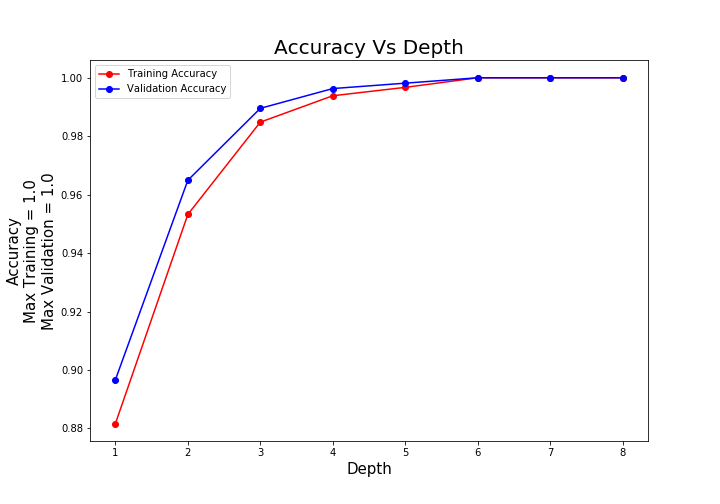 Accuracy Vs Depth
Training Accuracy
Validation Accuracy
1.00
0.98
0.96
0.94
0.92
0.90
0.88
Accuracy
Max Training = 1.0
Max Validation = 1.0
1 2 3 4 5 6 7 8
Depth